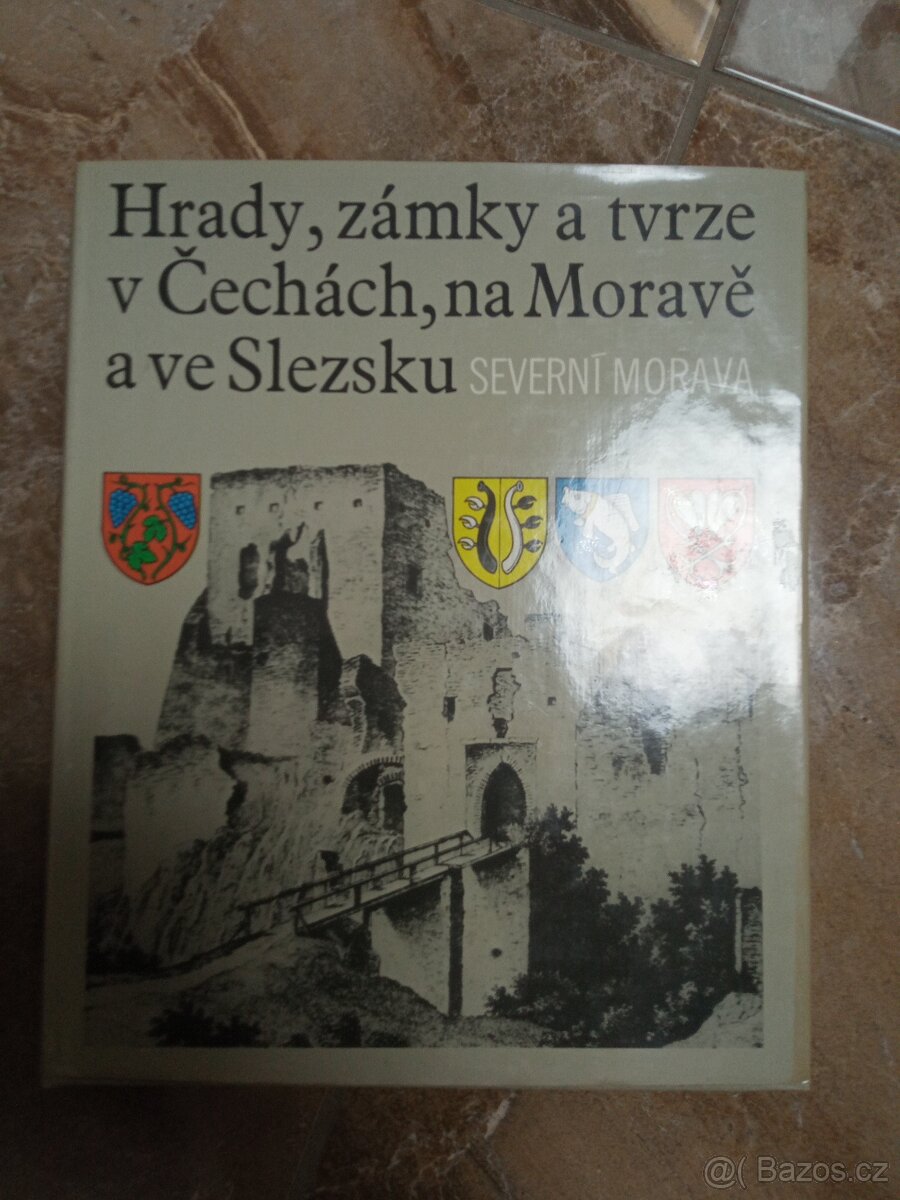 Hrady, zámky a tvrze
v Čechách, na Moravě
a ve Slezsku SEVERNÍ MORAVA
@( Bazos.cz